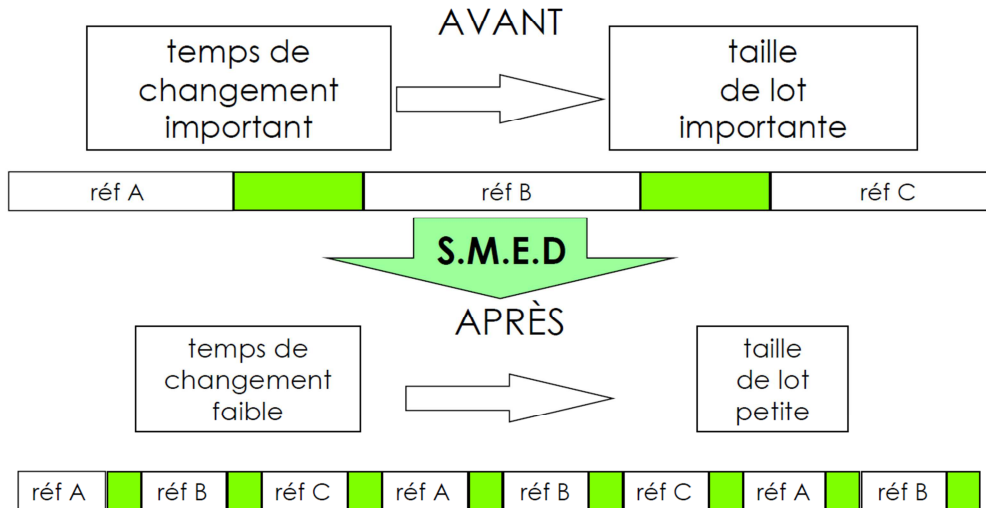 AVANT
temps de
changement
important
taille
de lot
importante
réf A
réf B
réf C
S.M.E.D
APRÈS
temps de
changement
faible
taille
de lot
petite
réf A
réf B
réf C
réf A
réf B
réf C
réf A
réf B